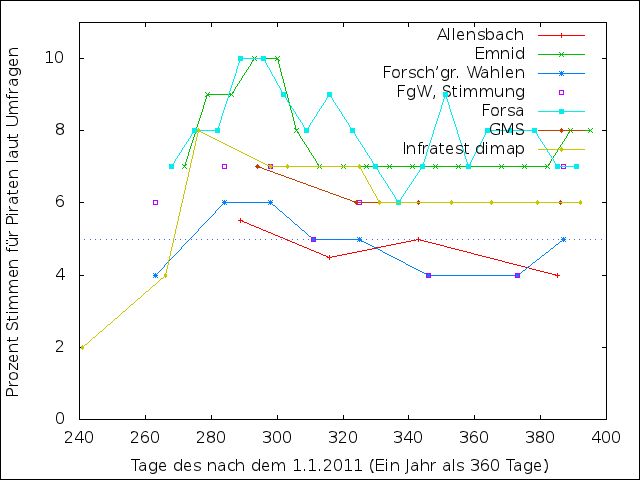 Prozent Stimmen für Piraten laut Umfragen
10
8
6
4
2
0
Allensbach
Emnid
Forsch'gr. Wahlen
FgW, Stimmung
Forsa
GMS
Infratest dimap
240 260 280 300 320 340 360 380 400
Tage des nach dem 1.1.2011 (Ein Jahr als 360 Tage)